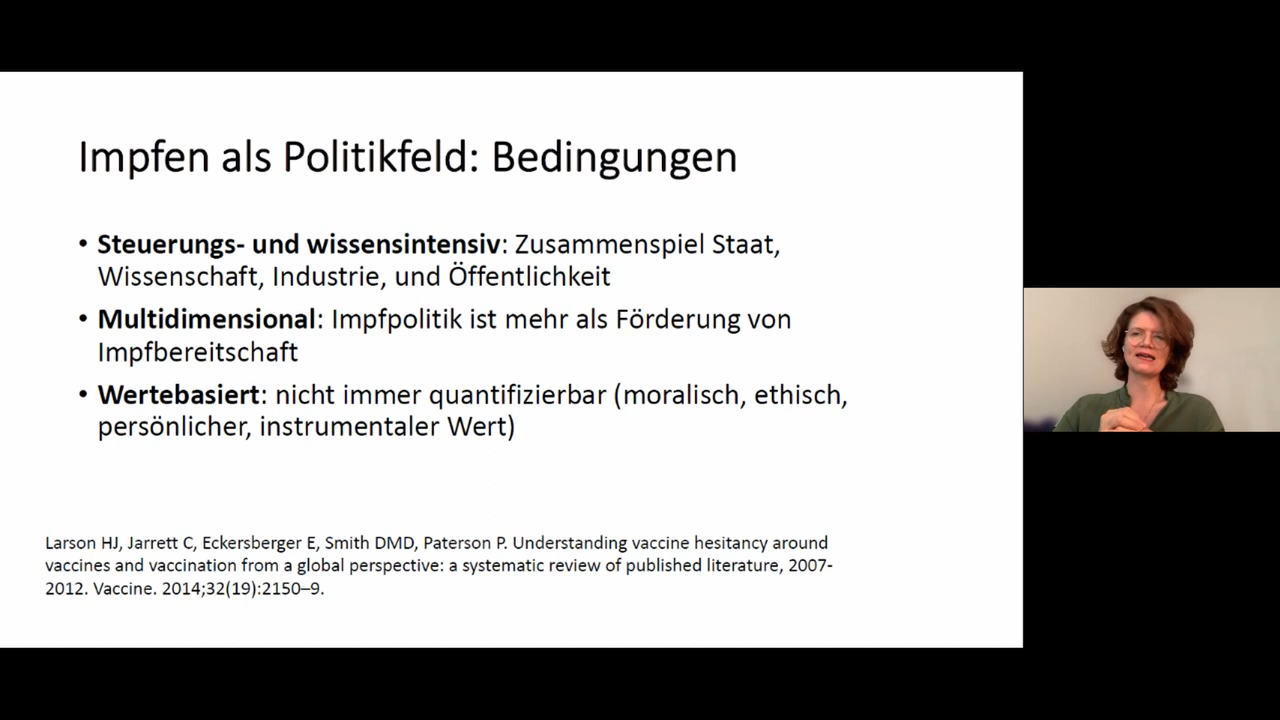 Impfen als Politikfeld: Bedingungen
• Steuerungs- und wissensintensiv: Zusammenspiel Staat,
Wissenschaft, Industrie, und Öffentlichkeit
• Multidimensional: Impfpolitik ist mehr als Förderung von
Impfbereitschaft
• Wertebasiert: nicht immer quantifizierbar (moralisch, ethisch,
persönlicher, instrumentaler Wert)
Larson HJ, Jarrett C, Eckersberger E, Smith DMD, Paterson P. Understanding vaccine hesitancy around
vaccines and vaccination from a global perspective: a systematic review of published literature, 2007-
2012. Vaccine. 2014;32(19):2150–9.